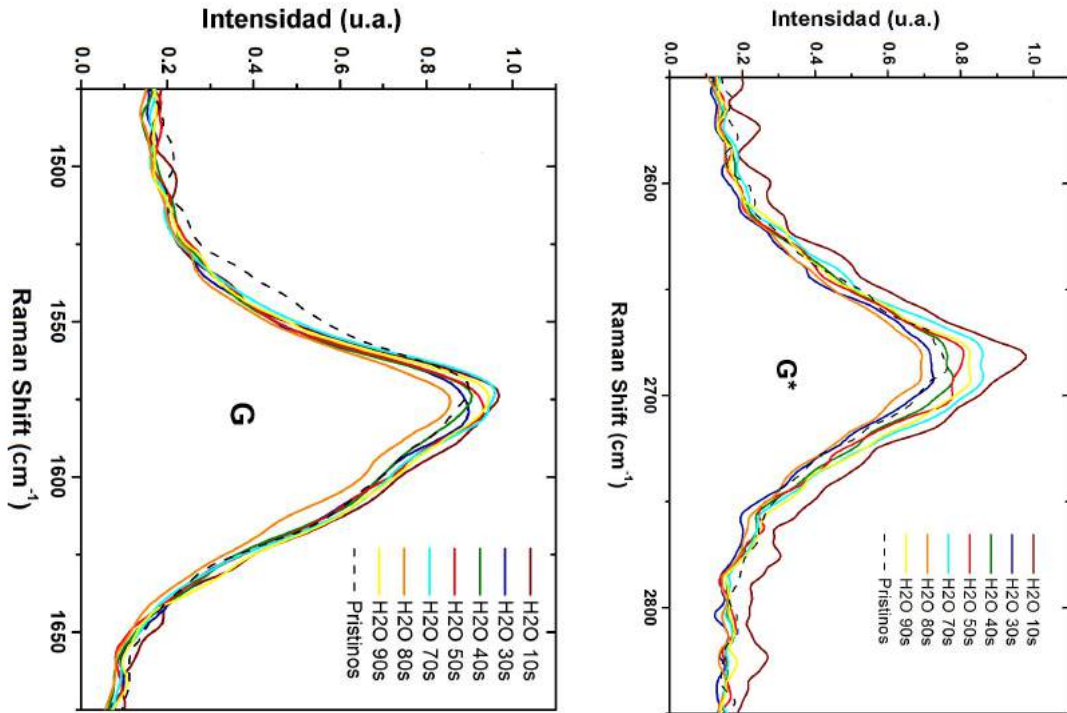 Intensidad (u.a.)
0.0
0.2
0.4
0.6
0.8
1.0
1500
1550
1600
1650
Raman Shift (cm⁻¹)
G
H2O 10s
H2O 30s
H2O 40s
H2O 50s
H2O 70s
H2O 80s
H2O 90s
Pristinos
Intensidad (u.a.)
0.0
0.2
0.4
0.6
0.8
1.0
2600
2700
2800
Raman Shift (cm⁻¹)
G*
H2O 10s
H2O 30s
H2O 40s
H2O 50s
H2O 70s
H2O 80s
H2O 90s
Pristinos